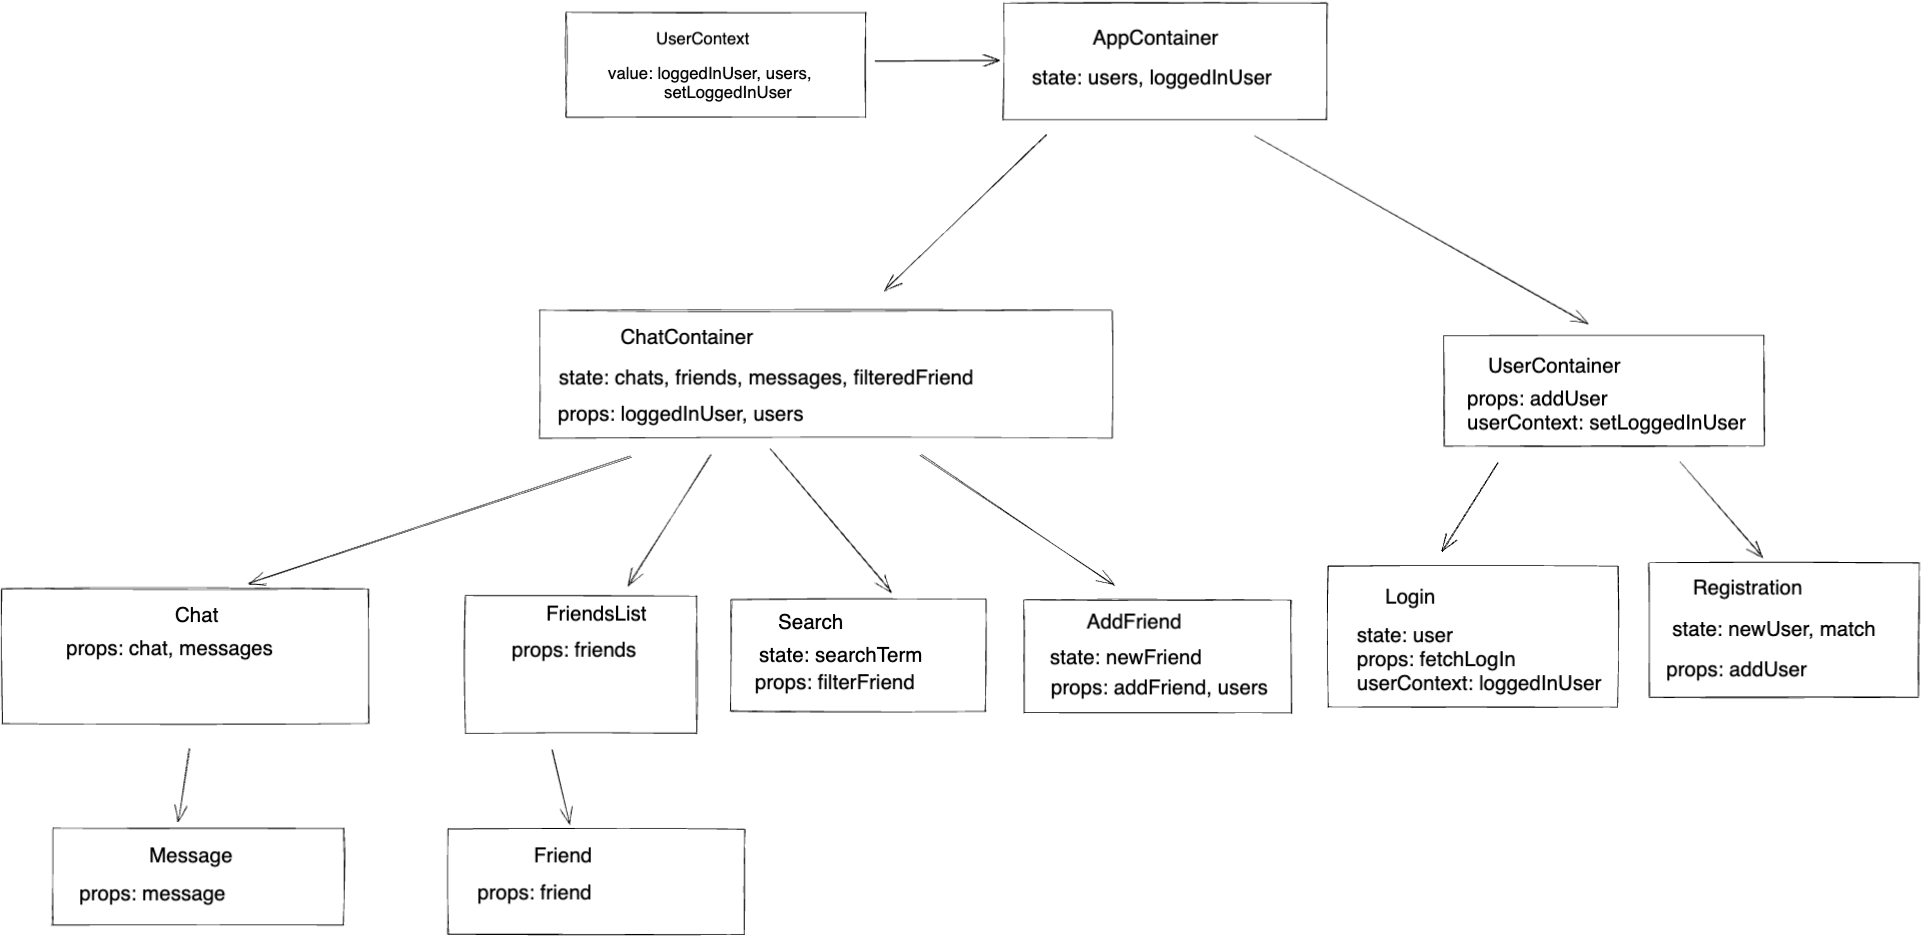 UserContext
value: loggedInUser, users,
setLoggedInUser
AppContainer
state: users, loggedInUser
ChatContainer
state: chats, friends, messages, filteredFriend
props: loggedInUser, users
UserContainer
props: addUser
userContext: setLoggedInUser
Chat
props: chat, messages
FriendsList
props: friends
Search
state: searchTerm
props: filterFriend
AddFriend
state: newFriend
props: addFriend, users
Login
state: user
props: fetchLogIn
userContext: loggedInUser
Registration
state: newUser, match
props: addUser
Message
props: message
Friend
props: friend